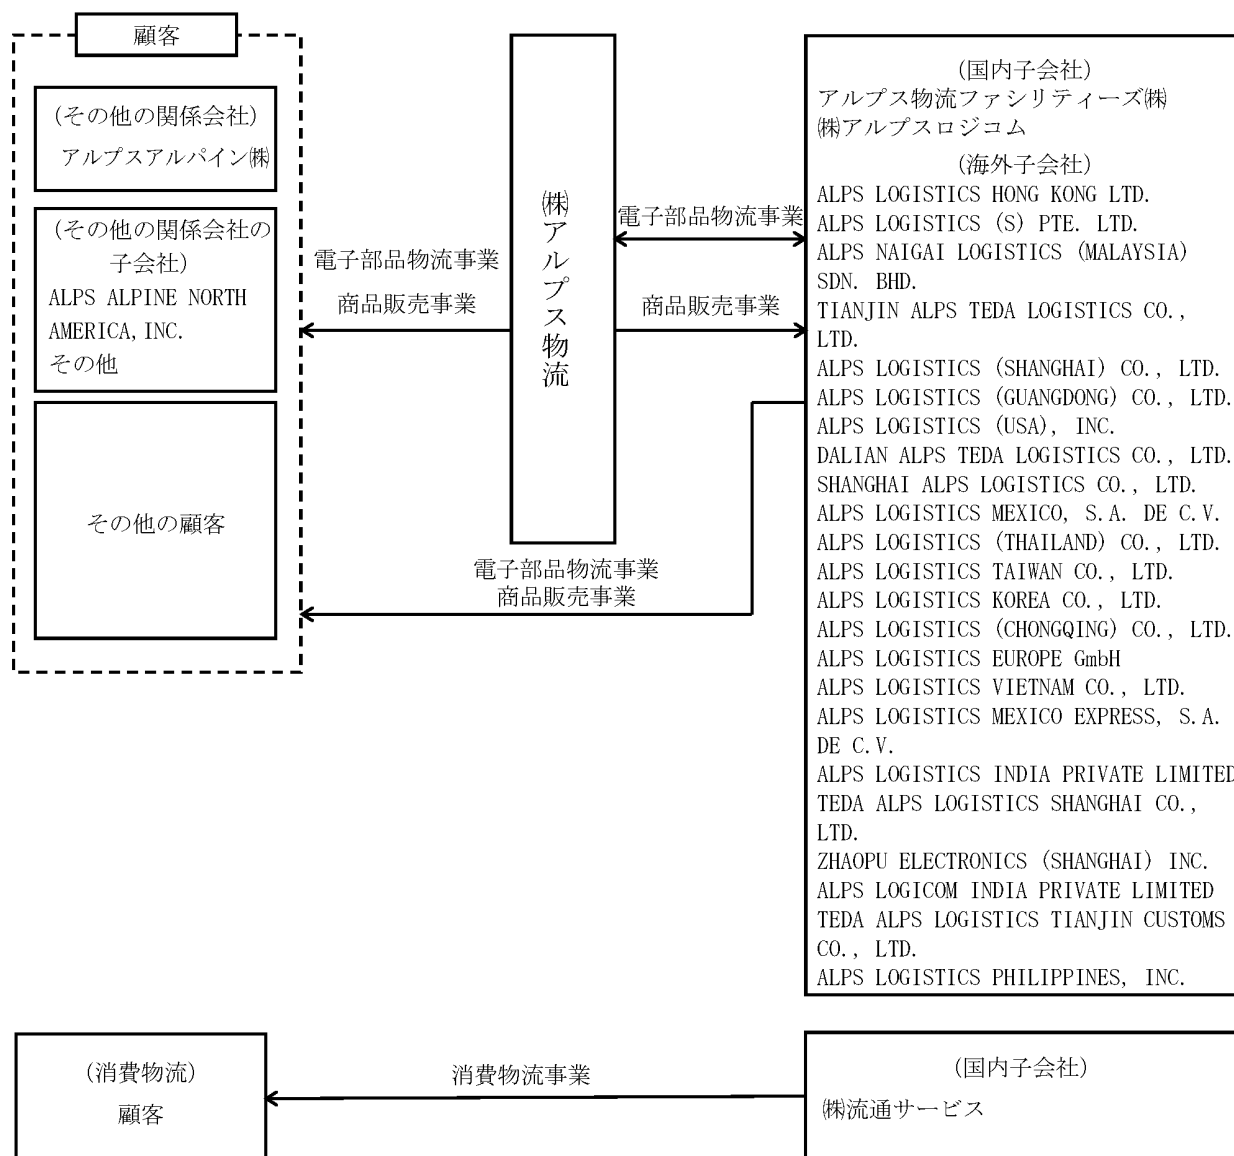 顧客
(その他の関係会社)
アルプスアルパイン㈱
(その他の関係会社の
子会社)
ALPS ALPINE NORTH
AMERICA, INC.
その他
その他の顧客
電子部品物流事業
商品販売事業
㈱アルプス物流
電子部品物流事業
商品販売事業
電子部品物流事業
商品販売事業
(国内子会社)
アルプス物流ファシリティーズ㈱
㈱アルプスロジコム
(海外子会社)
ALPS LOGISTICS HONG KONG LTD.
ALPS LOGISTICS (S) PTE. LTD.
ALPS NAIGAI LOGISTICS (MALAYSIA)
SDN. BHD.
TIANJIN ALPS TEDA LOGISTICS CO.,
LTD.
ALPS LOGISTICS (SHANGHAI) CO., LTD.
ALPS LOGISTICS (GUANGDONG) CO., LTD.
ALPS LOGISTICS (USA), INC.
DALIAN ALPS TEDA LOGISTICS CO., LTD.
SHANGHAI ALPS LOGISTICS CO., LTD.
ALPS LOGISTICS MEXICO, S.A. DE C.V.
ALPS LOGISTICS (THAILAND) CO., LTD.
ALPS LOGISTICS TAIWAN CO., LTD.
ALPS LOGISTICS KOREA CO., LTD.
ALPS LOGISTICS (CHONGQING) CO., LTD.
ALPS LOGISTICS EUROPE GmbH
ALPS LOGISTICS VIETNAM CO., LTD.
ALPS LOGISTICS MEXICO EXPRESS, S.A.
DE C.V.
ALPS LOGISTICS INDIA PRIVATE LIMITED
TEDA ALPS LOGISTICS SHANGHAI CO.,
LTD.
ZHAOPU ELECTRONICS (SHANGHAI) INC.
ALPS LOGICOM INDIA PRIVATE LIMITED
TEDA ALPS LOGISTICS TIANJIN CUSTOMS
CO., LTD.
ALPS LOGISTICS PHILIPPINES, INC.
(消費物流)
顧客
消費物流事業
(国内子会社)
㈱流通サービス